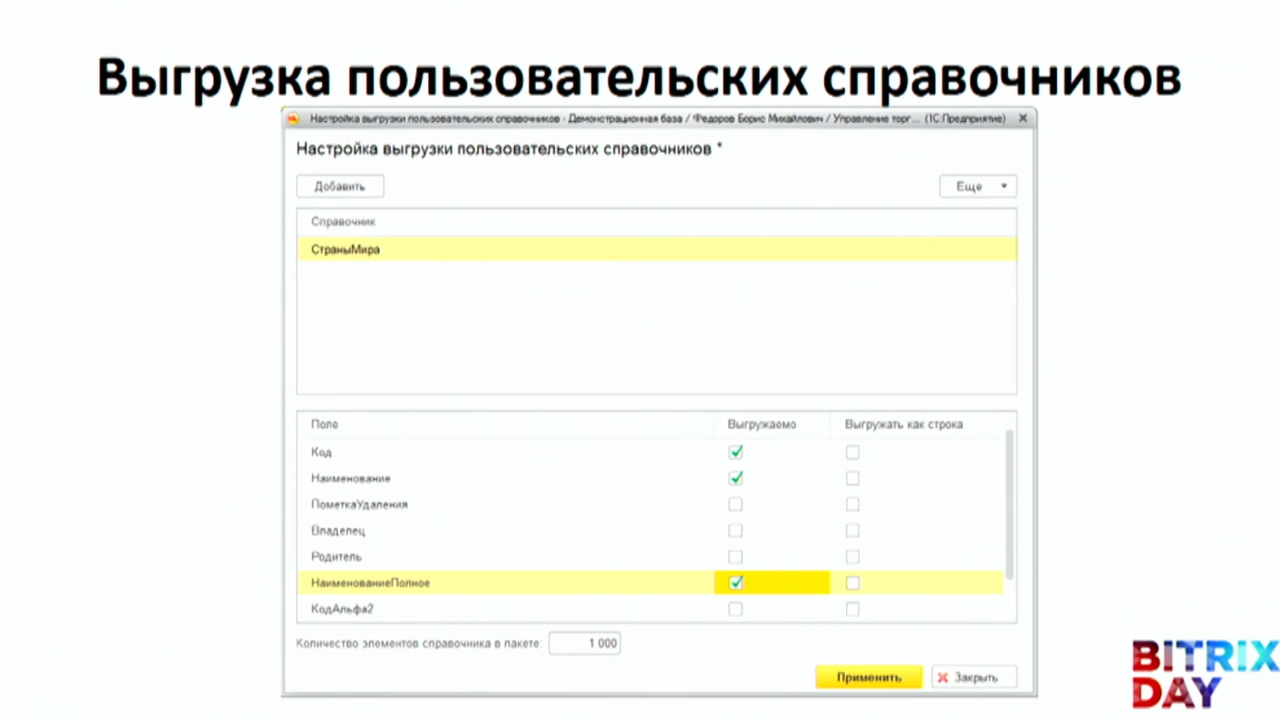 Выгрузка пользовательских справочников
Настройка выгрузки пользовательских справочников - Демонстрационная база / Федоров Борис Михайлович / Управление торг... (1С:Предприятие)
Настройка выгрузки пользовательских справочников *
Добавить Еще
Справочник
СтраныМира
Поле Выгружаемо Выгружать как строка
Код
Наименование
ПометкаУдаления
Владелец
Родитель
НаименованиеПолное
КодАльфа2
Количество элементов справочника в пакете: 1 000
Применить Закрыть
BITRIX
DAY